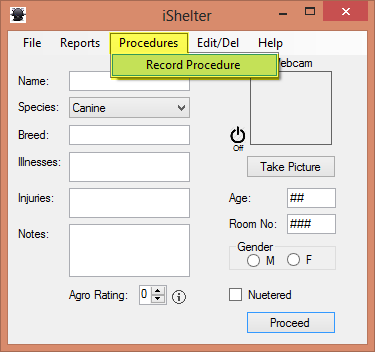 iShelter
File Reports Procedures Edit/Del Help
Record Procedure
ebcam
Name:
Species: Canine
Breed:
Off
Illnesses:
Take Picture
Injuries:
Age: ##
Room No: ###
Notes:
Gender
M F
Agro Rating: 0 i
Nuetered
Proceed